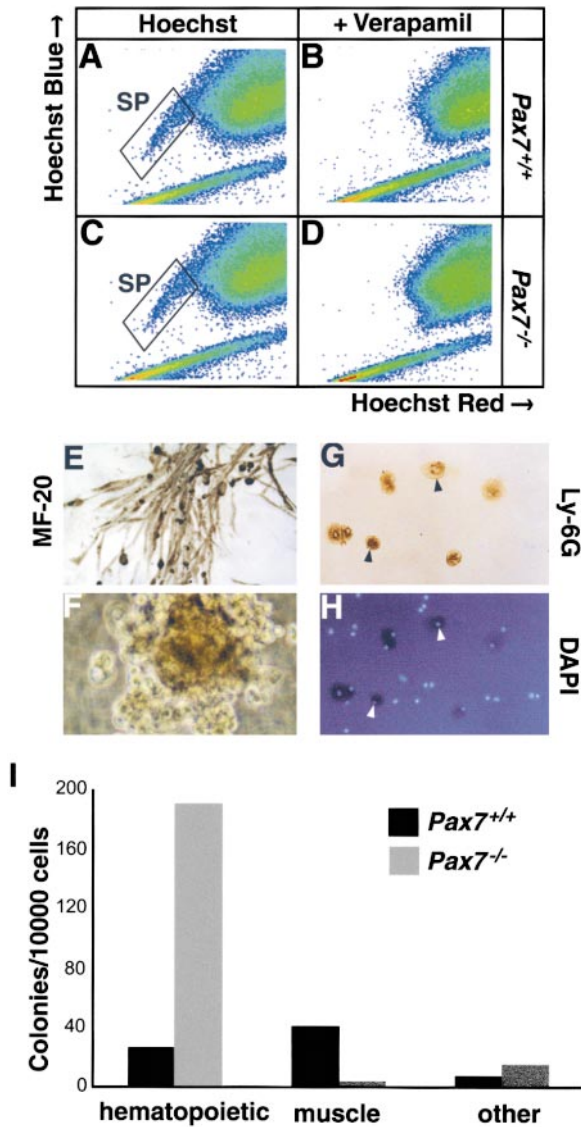 Hoechst
+ Verapamil
Hoechst Blue →
A
SP
B
Pax7+/+
C
SP
D
Pax7-/-
Hoechst Red →
MF-20
E
G
Ly-6G
F
H
DAPI
I
Colonies/10000 cells
200
160
120
80
40
0
Pax7+/+
Pax7-/-
hematopoietic
muscle
other